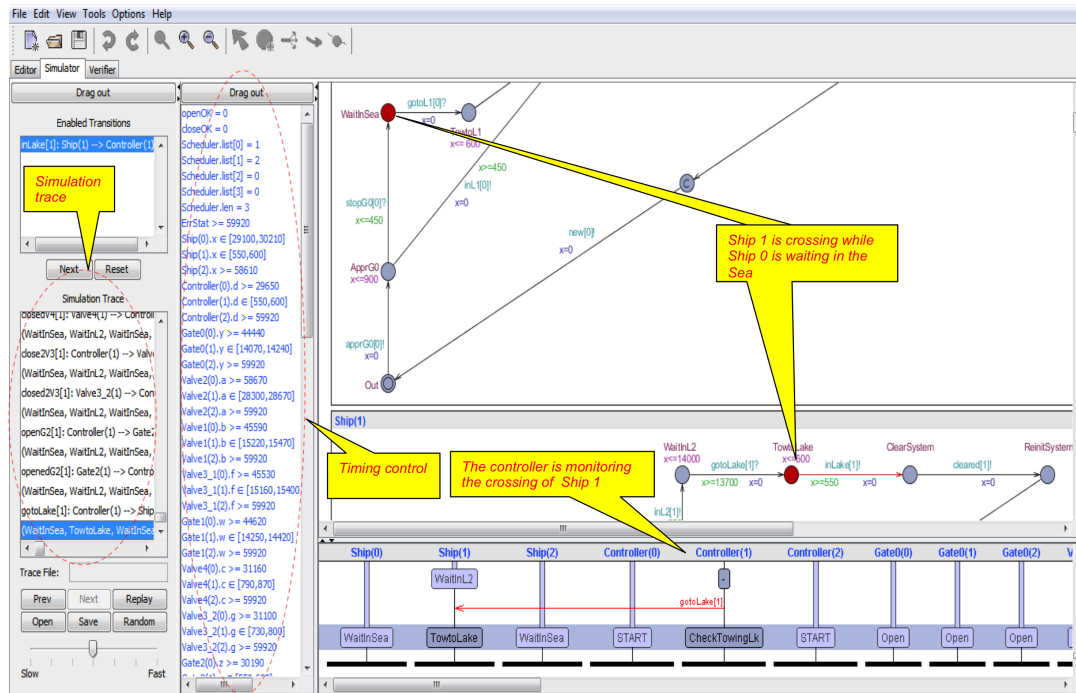 File Edit View Tools Options Help
Editor Simulator Verifier
Drag out
Enabled Transitions
inLake[1]: Ship(1) --> Controller(1)
Simulation
trace
Next Reset
Simulation Trace
closedV4[1]: Valve4(1) --> Control
(WaitInSea, WaitInL2, WaitInSea,
close2V3[1]: Controller(1) --> Valv
(WaitInSea, WaitInL2, WaitInSea,
closed2V3[1]: Valve3_2(1) --> Con
(WaitInSea, WaitInL2, WaitInSea,
openG2[1]: Controller(1) --> Gate2
(WaitInSea, WaitInL2, WaitInSea,
openedG2[1]: Gate2(1) --> Contro
(WaitInSea, WaitInL2, WaitInSea,
gotoLake[1]: Controller(1) --> Ship
(WaitInSea, TowtoLake, WaitInSea
Trace File:
Prev Next Replay
Open Save Random
Slow Fast
Drag out
openOK = 0
closeOK = 0
Scheduler.list[0] = 1
Scheduler.list[1] = 2
Scheduler.list[2] = 0
Scheduler.list[3] = 0
Scheduler.len = 3
ErrStat >= 59920
Ship(0).x ∈ [29100,30210]
Ship(1).x ∈ [550,600]
Ship(2).x >= 58610
Controller(0).d >= 29650
Controller(1).d ∈ [550,600]
Controller(2).d >= 59920
Gate0(0).y >= 44440
Gate0(1).y ∈ [14070,14240]
Gate0(2).y >= 59920
Valve2(0).a >= 58670
Valve2(1).a ∈ [28300,28670]
Valve2(2).a >= 59920
Valve1(0).b >= 45590
Valve1(1).b ∈ [15220,15470]
Valve1(2).b >= 59920
Valve3_1(0).f >= 45530
Valve3_1(1).f ∈ [15160,15400
Valve3_1(2).f >= 59920
Gate1(0).w >= 44620
Gate1(1).w ∈ [14250,14420]
Gate1(2).w >= 59920
Valve4(0).c >= 31160
Valve4(1).c ∈ [790,870]
Valve4(2).c >= 59920
Valve3_2(0).g >= 31100
Valve3_2(1).g ∈ [730,800]
Valve3_2(2).g >= 59920
Gate2(0).z >= 30190
Timing control
WaitInSea
gotoL1[0]?
x=0
TowtoL1
x<= 600
x>=450
inL1[0]!
x=0
stopG0[0]?
x<=450
ApprG0
x<=900
apprG0[0]!
x=0
Out
C
new[0]!
x=0
Ship 1 is crossing while
Ship 0 is waiting in the
Sea
Ship(1)
WaitInL2
x<=14000
gotoLake[1]?
x>=13700 x=0
TowtoLake
x<=600
inLake[1]!
x>=550 x=0
ClearSystem
cleared[1]!
x=0
ReinitSystem
inL2[1]!
The controller is monitoring
the crossing of Ship 1
Ship(0) Ship(1) Ship(2) Controller(0) Controller(1) Controller(2) Gate0(0) Gate0(1) Gate0(2) V
WaitInL2 -
gotoLake[1]
WaitInSea TowtoLake WaitInSea START CheckTowingLk START Open Open Open